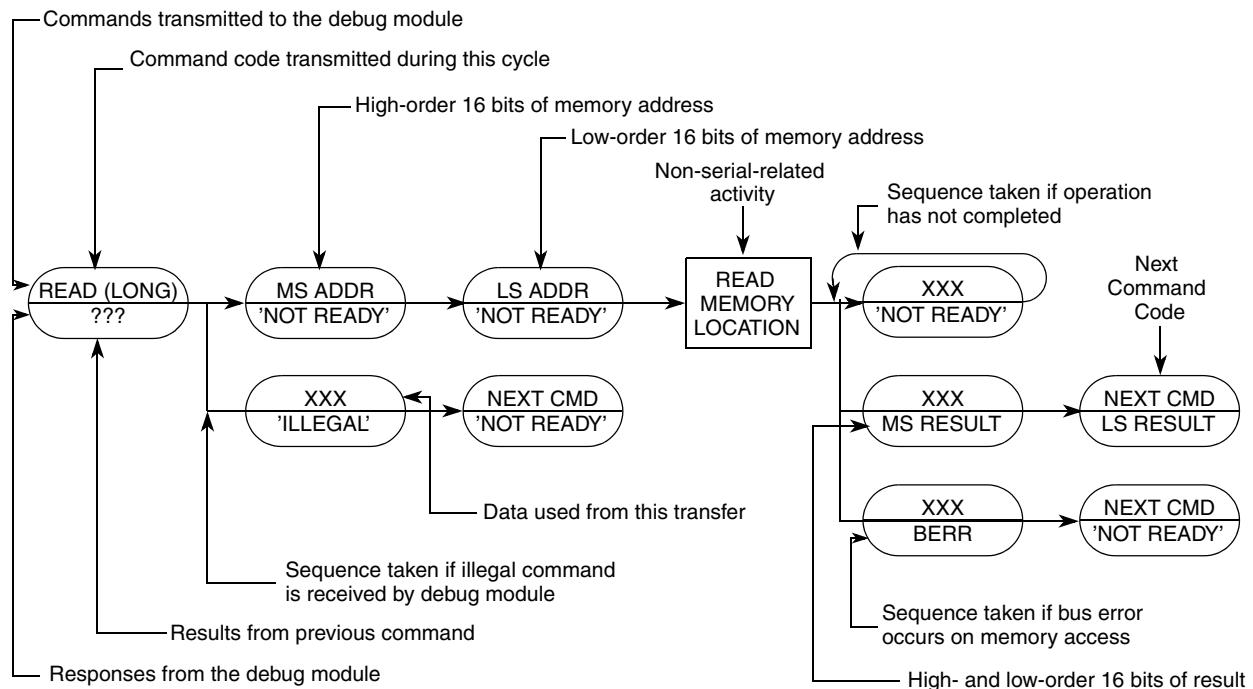 Commands transmitted to the debug module
Command code transmitted during this cycle
High-order 16 bits of memory address
Low-order 16 bits of memory address
Non-serial-related
activity
Sequence taken if operation
has not completed
Next
Command
Code
READ (LONG)
???
MS ADDR
'NOT READY'
LS ADDR
'NOT READY'
READ
MEMORY
LOCATION
XXX
'NOT READY'
XXX
'ILLEGAL'
NEXT CMD
'NOT READY'
XXX
MS RESULT
NEXT CMD
LS RESULT
XXX
BERR
NEXT CMD
'NOT READY'
Data used from this transfer
Sequence taken if illegal command
is received by debug module
Results from previous command
Responses from the debug module
Sequence taken if bus error
occurs on memory access
High- and low-order 16 bits of result